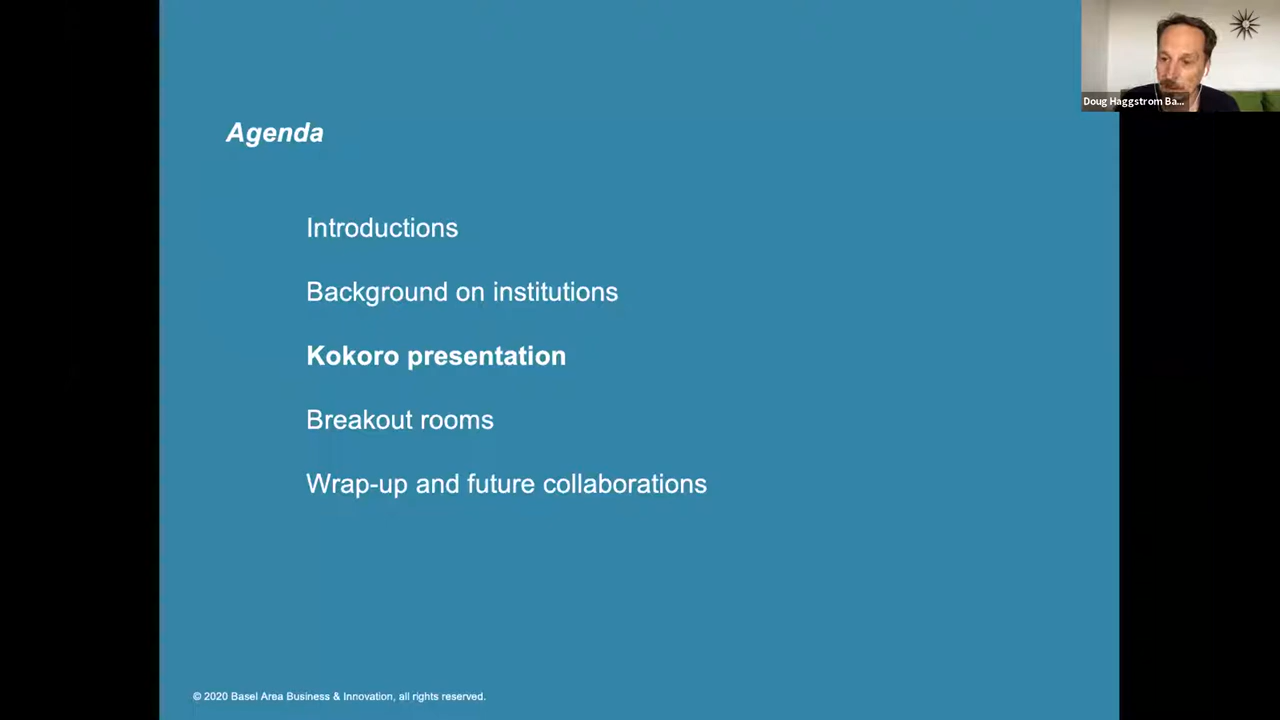 Doug Haggstrom Ba...
Agenda
Introductions
Background on institutions
Kokoro presentation
Breakout rooms
Wrap-up and future collaborations
© 2020 Basel Area Business & Innovation, all rights reserved.